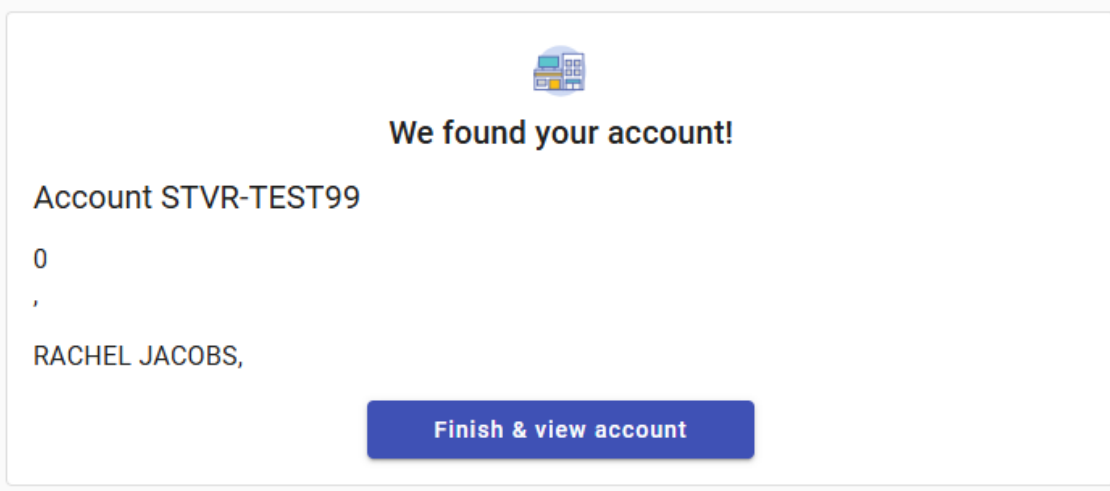 We found your account!
Account STVR-TEST99
0
,
RACHEL JACOBS,
Finish & view account